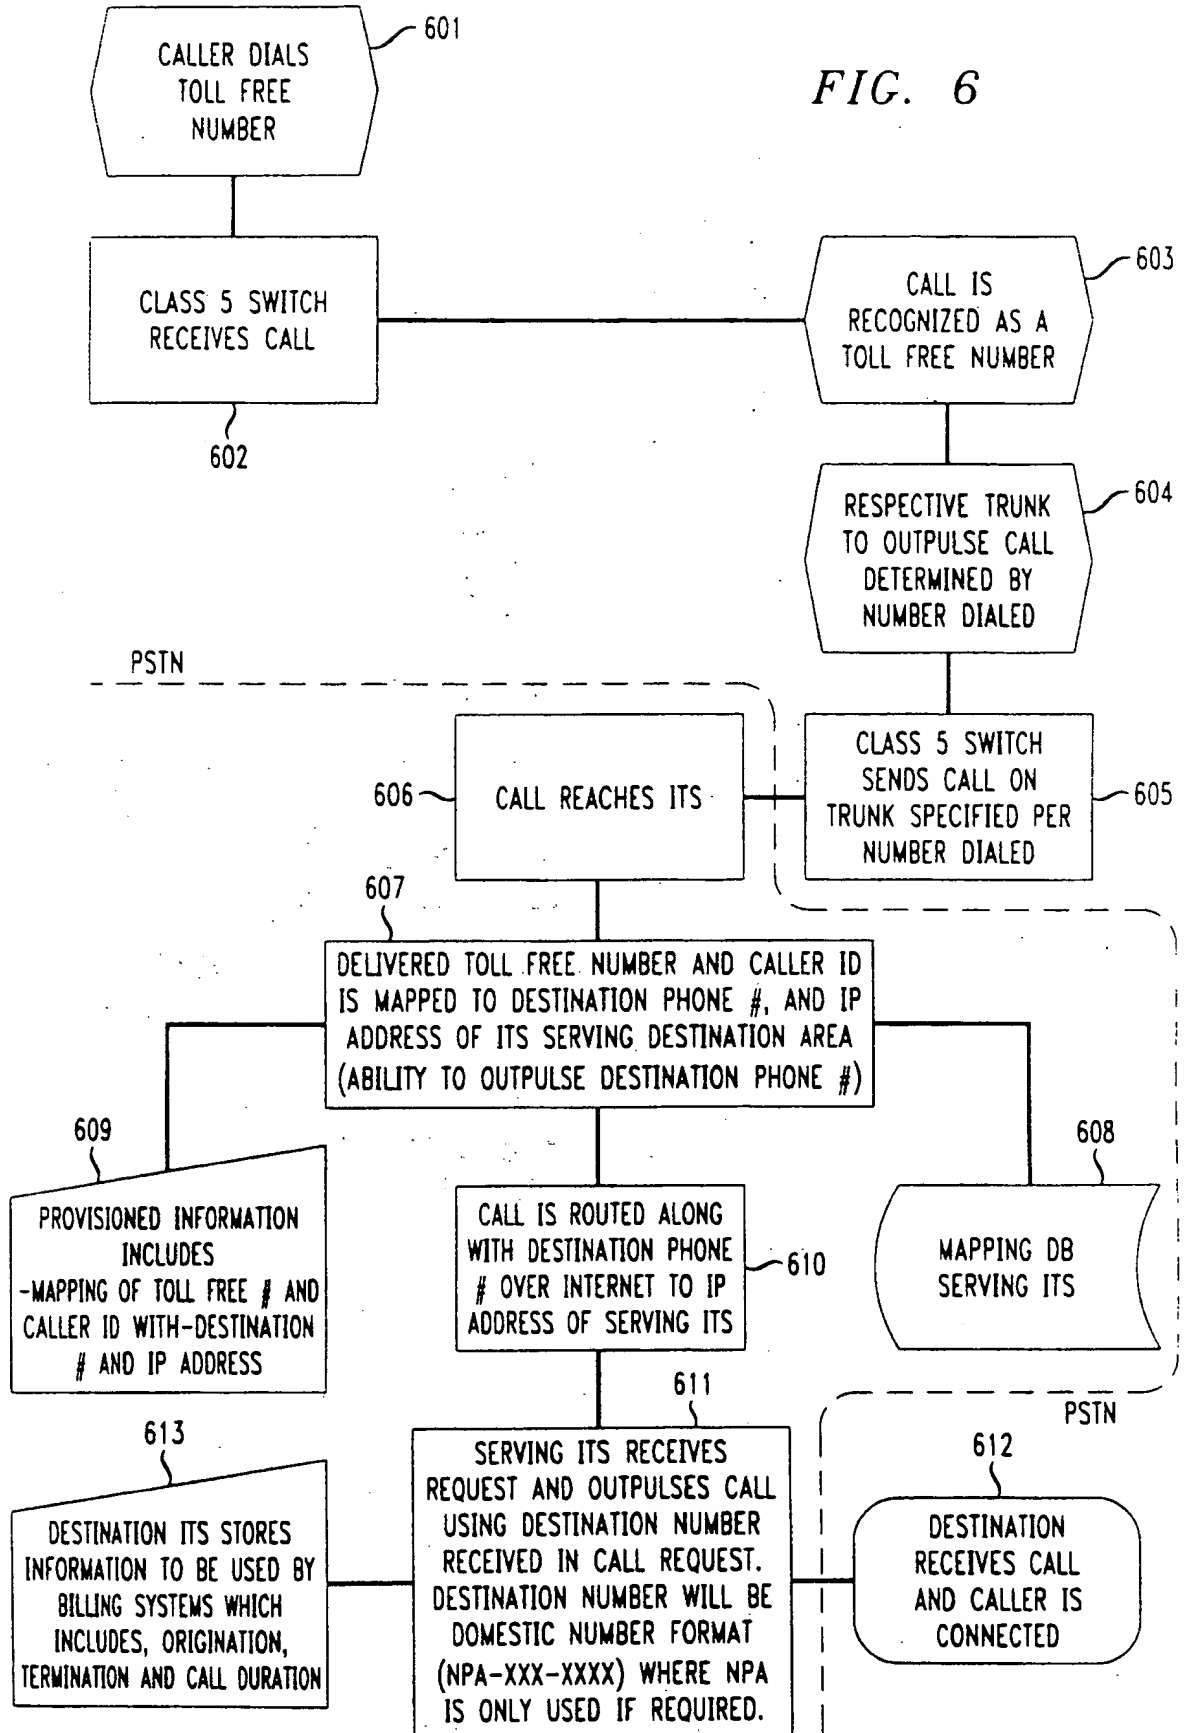 FIG. 6
601
CALLER DIALS
TOLL FREE
NUMBER
CLASS 5 SWITCH
RECEIVES CALL
602
603
CALL IS
RECOGNIZED AS A
TOLL FREE NUMBER
604
RESPECTIVE TRUNK
TO OUTPULSE CALL
DETERMINED BY
NUMBER DIALED
PSTN
CLASS 5 SWITCH
SENDS CALL ON
TRUNK SPECIFIED PER
NUMBER DIALED
605
606
CALL REACHES ITS
607
DELIVERED TOLL FREE NUMBER AND CALLER ID
IS MAPPED TO DESTINATION PHONE #, AND IP
ADDRESS OF ITS SERVING DESTINATION AREA
(ABILITY TO OUTPULSE DESTINATION PHONE #)
609
PROVISIONED INFORMATION
INCLUDES
-MAPPING OF TOLL FREE # AND
CALLER ID WITH-DESTINATION
# AND IP ADDRESS
CALL IS ROUTED ALONG
WITH DESTINATION PHONE
# OVER INTERNET TO IP
ADDRESS OF SERVING ITS
610
608
MAPPING DB
SERVING ITS
611
SERVING ITS RECEIVES
REQUEST AND OUTPULSES CALL
USING DESTINATION NUMBER
RECEIVED IN CALL REQUEST.
DESTINATION NUMBER WILL BE
DOMESTIC NUMBER FORMAT
(NPA-XXX-XXXX) WHERE NPA
IS ONLY USED IF REQUIRED.
613
DESTINATION ITS STORES
INFORMATION TO BE USED BY
BILLING SYSTEMS WHICH
INCLUDES, ORIGINATION,
TERMINATION AND CALL DURATION
PSTN
612
DESTINATION
RECEIVES CALL
AND CALLER IS
CONNECTED